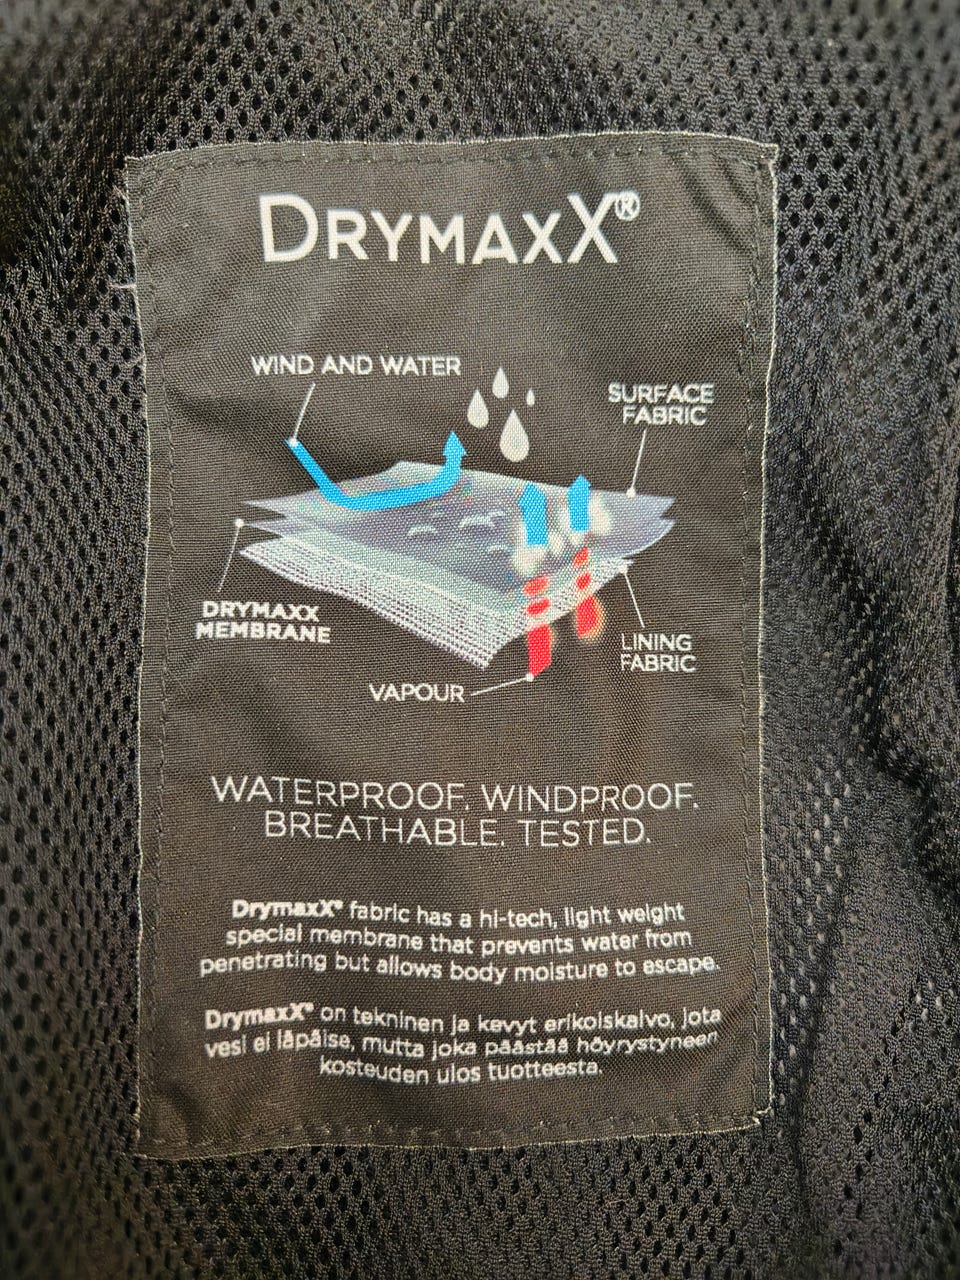 DRYMAXX®
WIND AND WATER
SURFACE
FABRIC
DRYMAXX
MEMBRANE
LINING
FABRIC
VAPOUR
WATERPROOF. WINDPROOF.
BREATHABLE. TESTED.
DrymaxX® fabric has a hi-tech, light weight
special membrane that prevents water from
penetrating but allows body moisture to escape.
DrymaxX® on tekninen ja kevyt erikoiskalvo, jota
vesi ei läpäise, mutta joka päästää höyrystyneen
kosteuden ulos tuotteesta.